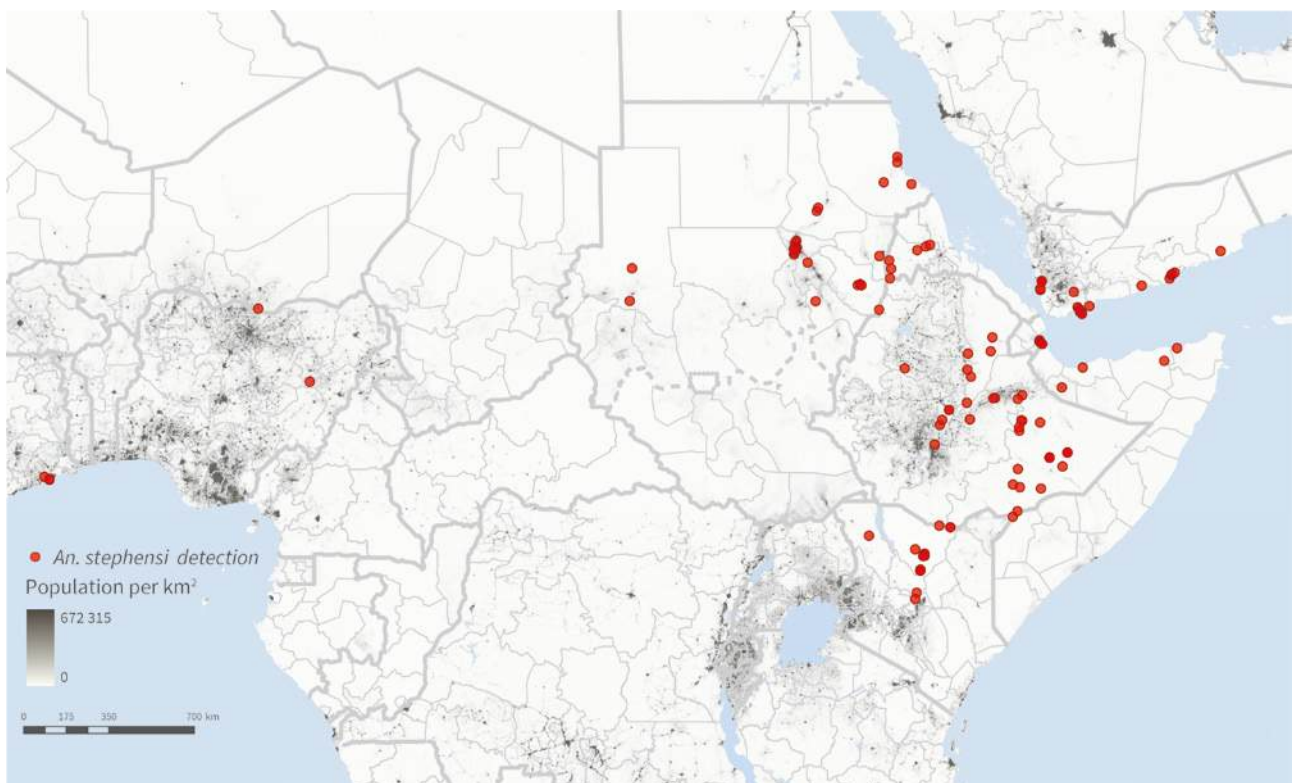 An. stephensi detection
Population per km²
672 315
0
0 175 350 700 km